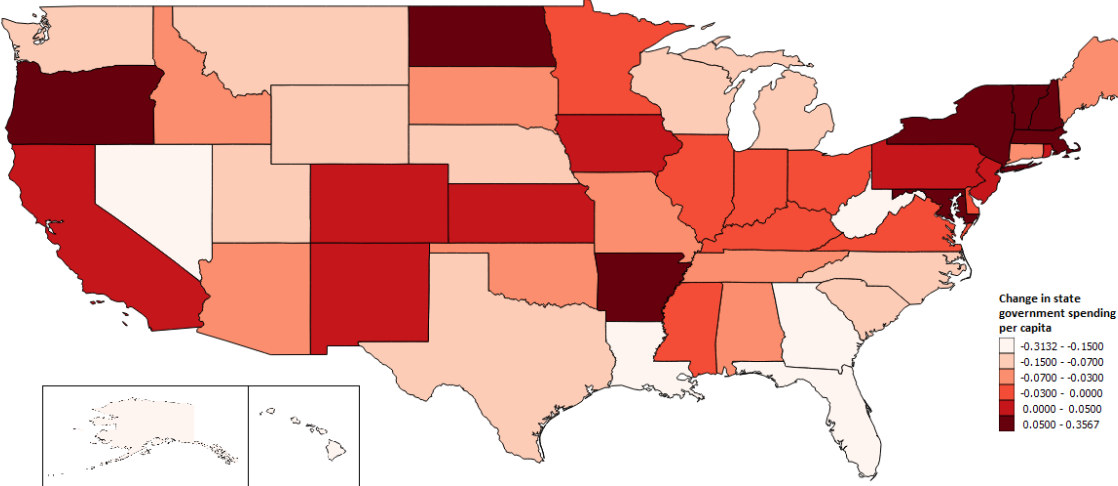 Change in state
government spending
per capita
-0.3132 - -0.1500
-0.1500 - -0.0700
-0.0700 - -0.0300
-0.0300 - 0.0000
0.0000 - 0.0500
0.0500 - 0.3567